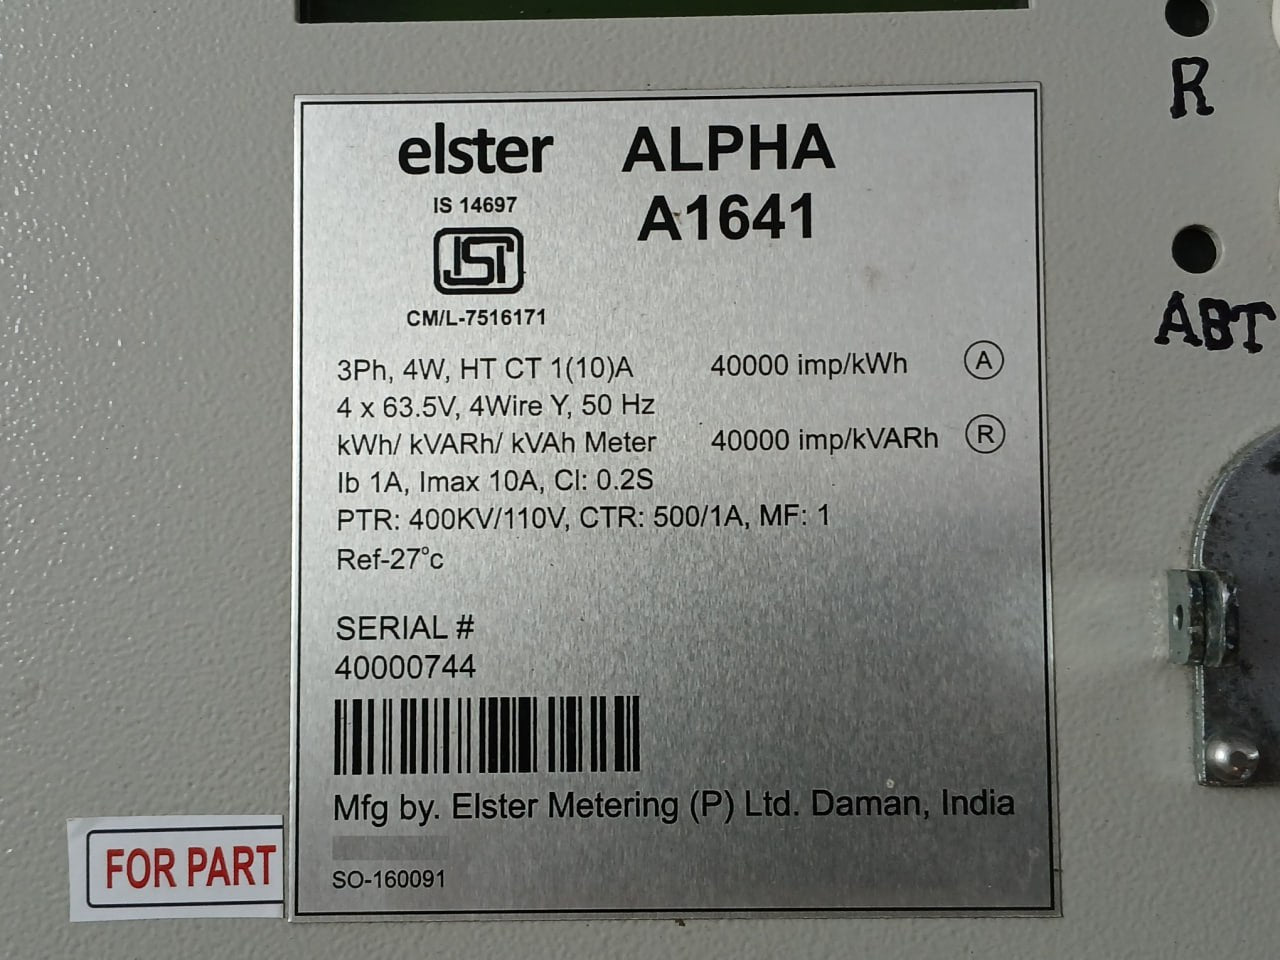 elster
IS 14697
ISI
CM/L-7516171
ALPHA
A1641
3Ph, 4W, HT CT 1(10)A 40000 imp/kWh A
4 x 63.5V, 4Wire Y, 50 Hz
kWh/ kVARh/ kVAh Meter 40000 imp/kVARh R
Ib 1A, Imax 10A, Cl: 0.2S
PTR: 400KV/110V, CTR: 500/1A, MF: 1
Ref-27°c
SERIAL #
40000744
Mfg by. Elster Metering (P) Ltd. Daman, India
SO-160091
FOR PART
R
ABT